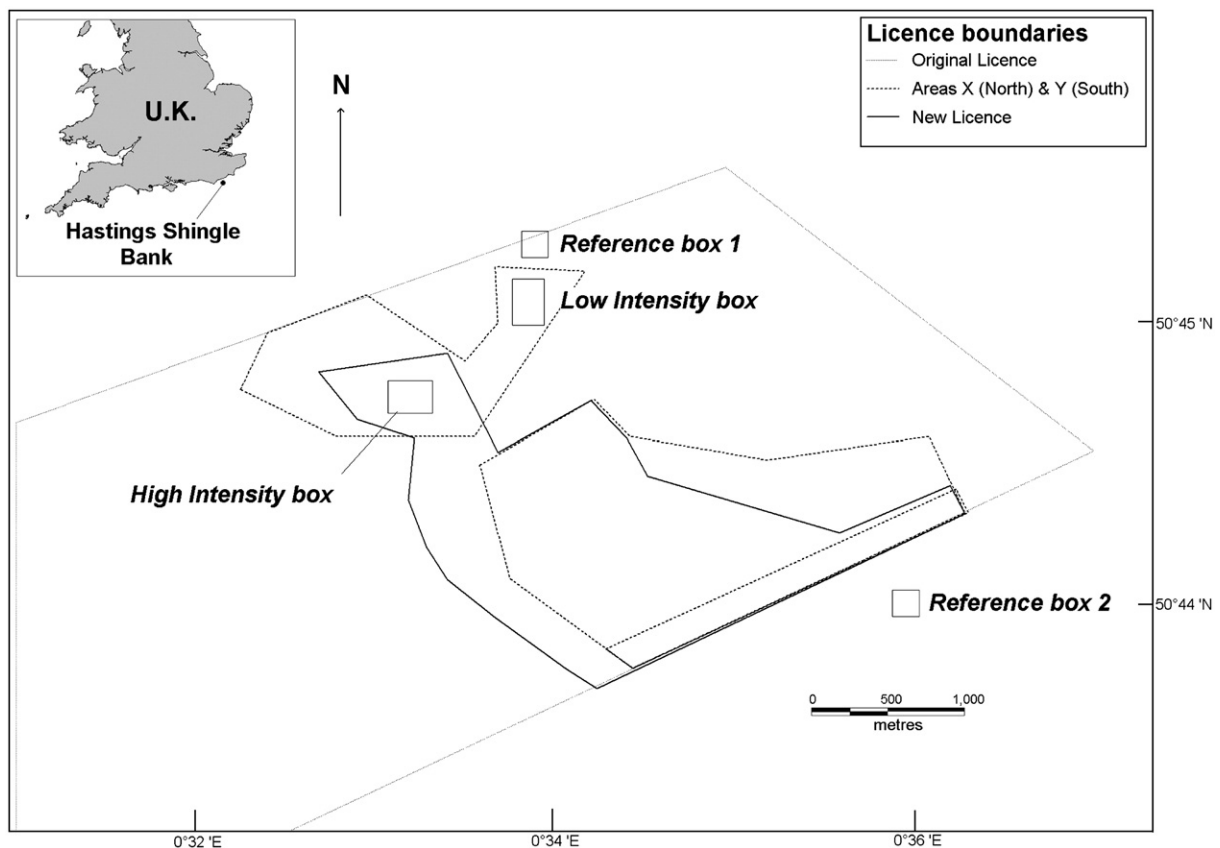 U.K.
Hastings Shingle
Bank
N
Licence boundaries
Original Licence
Areas X (North) & Y (South)
New Licence
Reference box 1
Low Intensity box
50°45 'N
High Intensity box
50°44 'N
Reference box 2
0 500 1,000
metres
0°32 'E 0°34 'E 0°36 'E